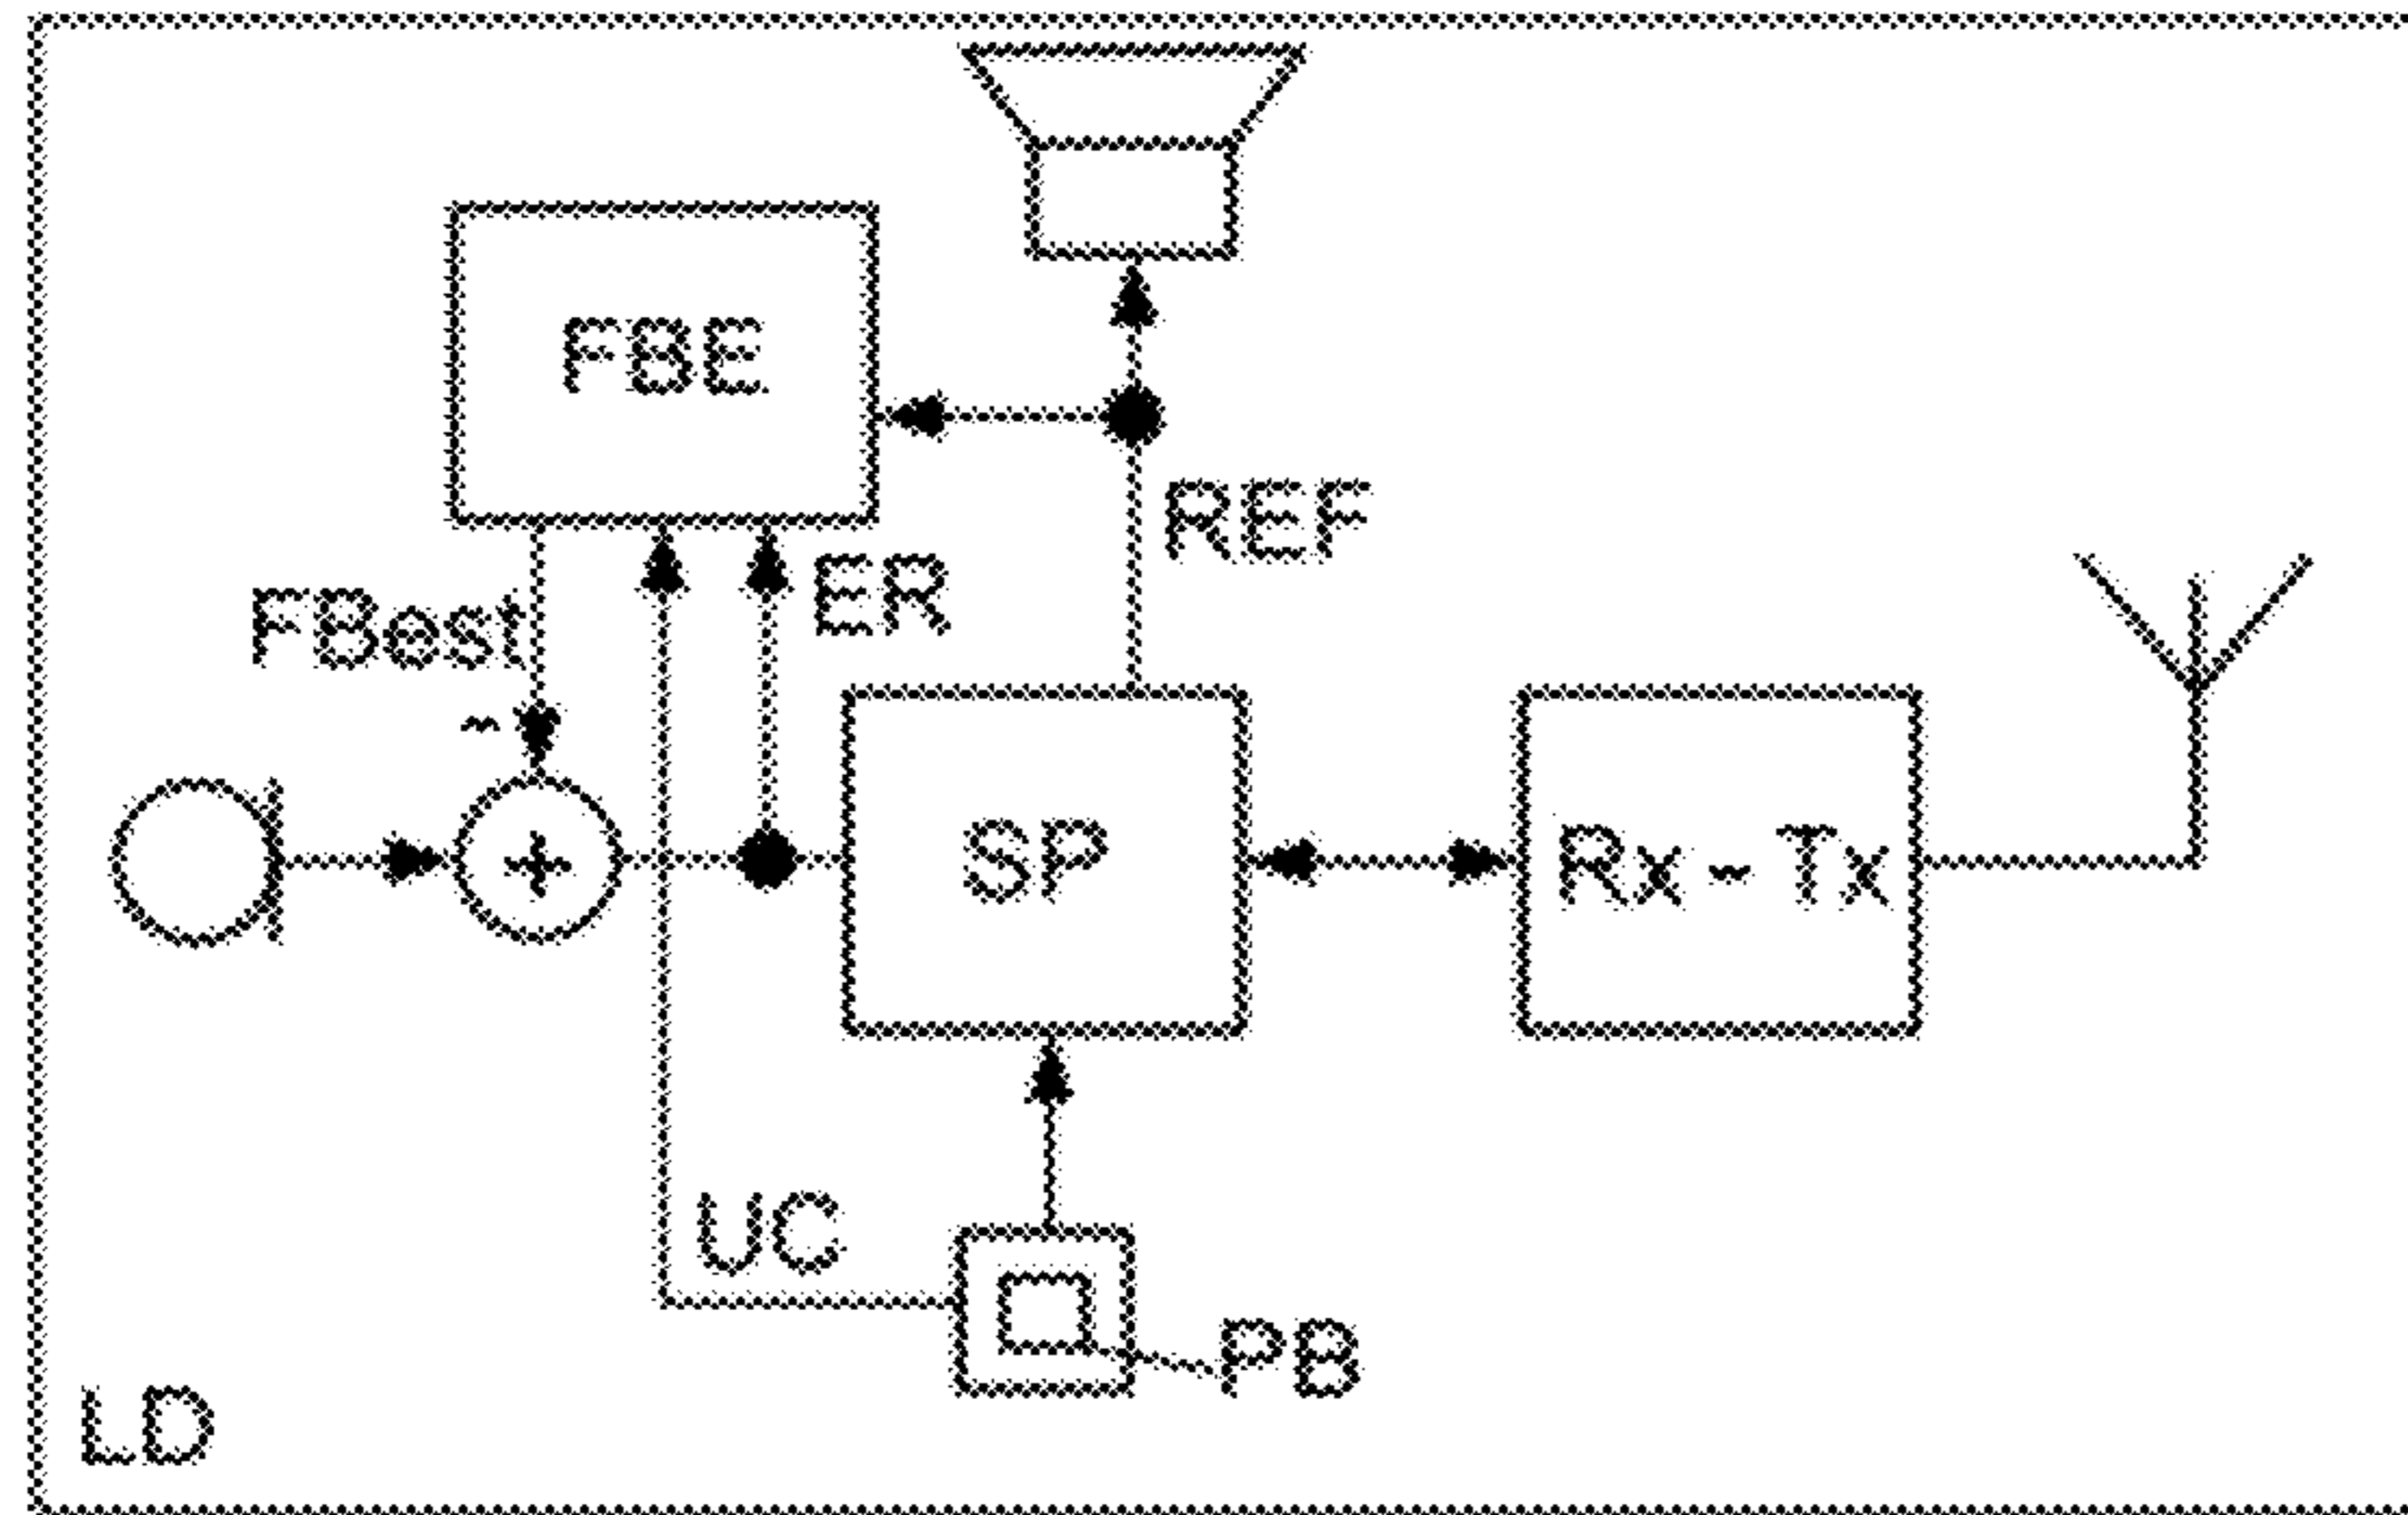 FBE
REF
ER
FBest
-
+
SP
Rx-Tx
UC
PB
LD